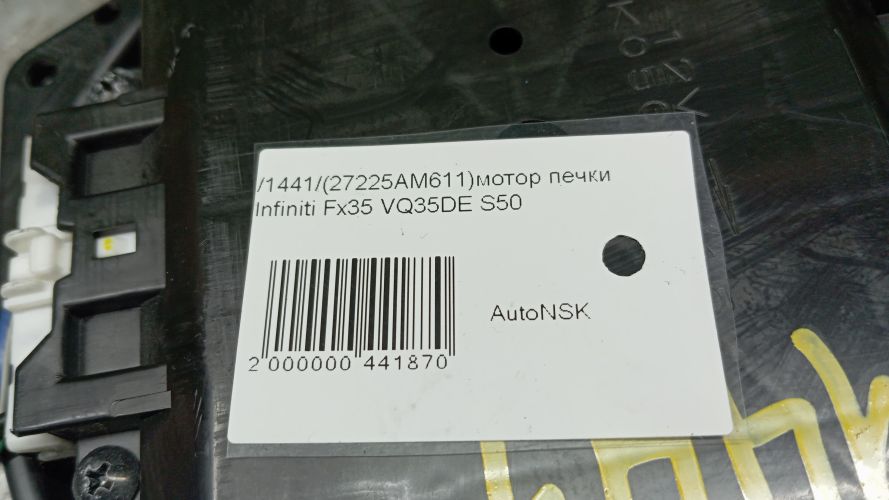 /1441/(27225AM611)мотор печки
Infiniti Fx35 VQ35DE S50
AutoNSK
2 000000 441870